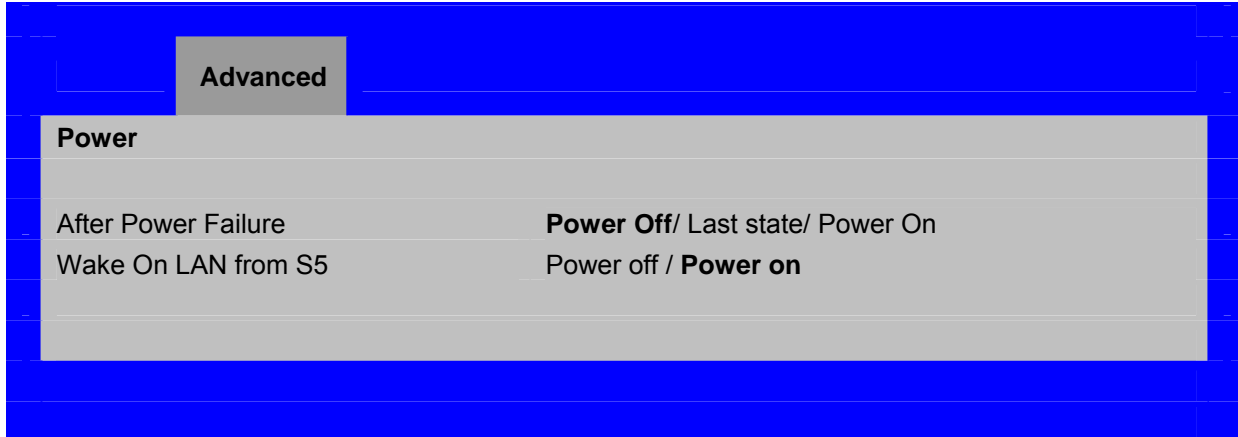 Advanced
Power
After Power Failure Power Off/ Last state/ Power On
Wake On LAN from S5 Power off / Power on